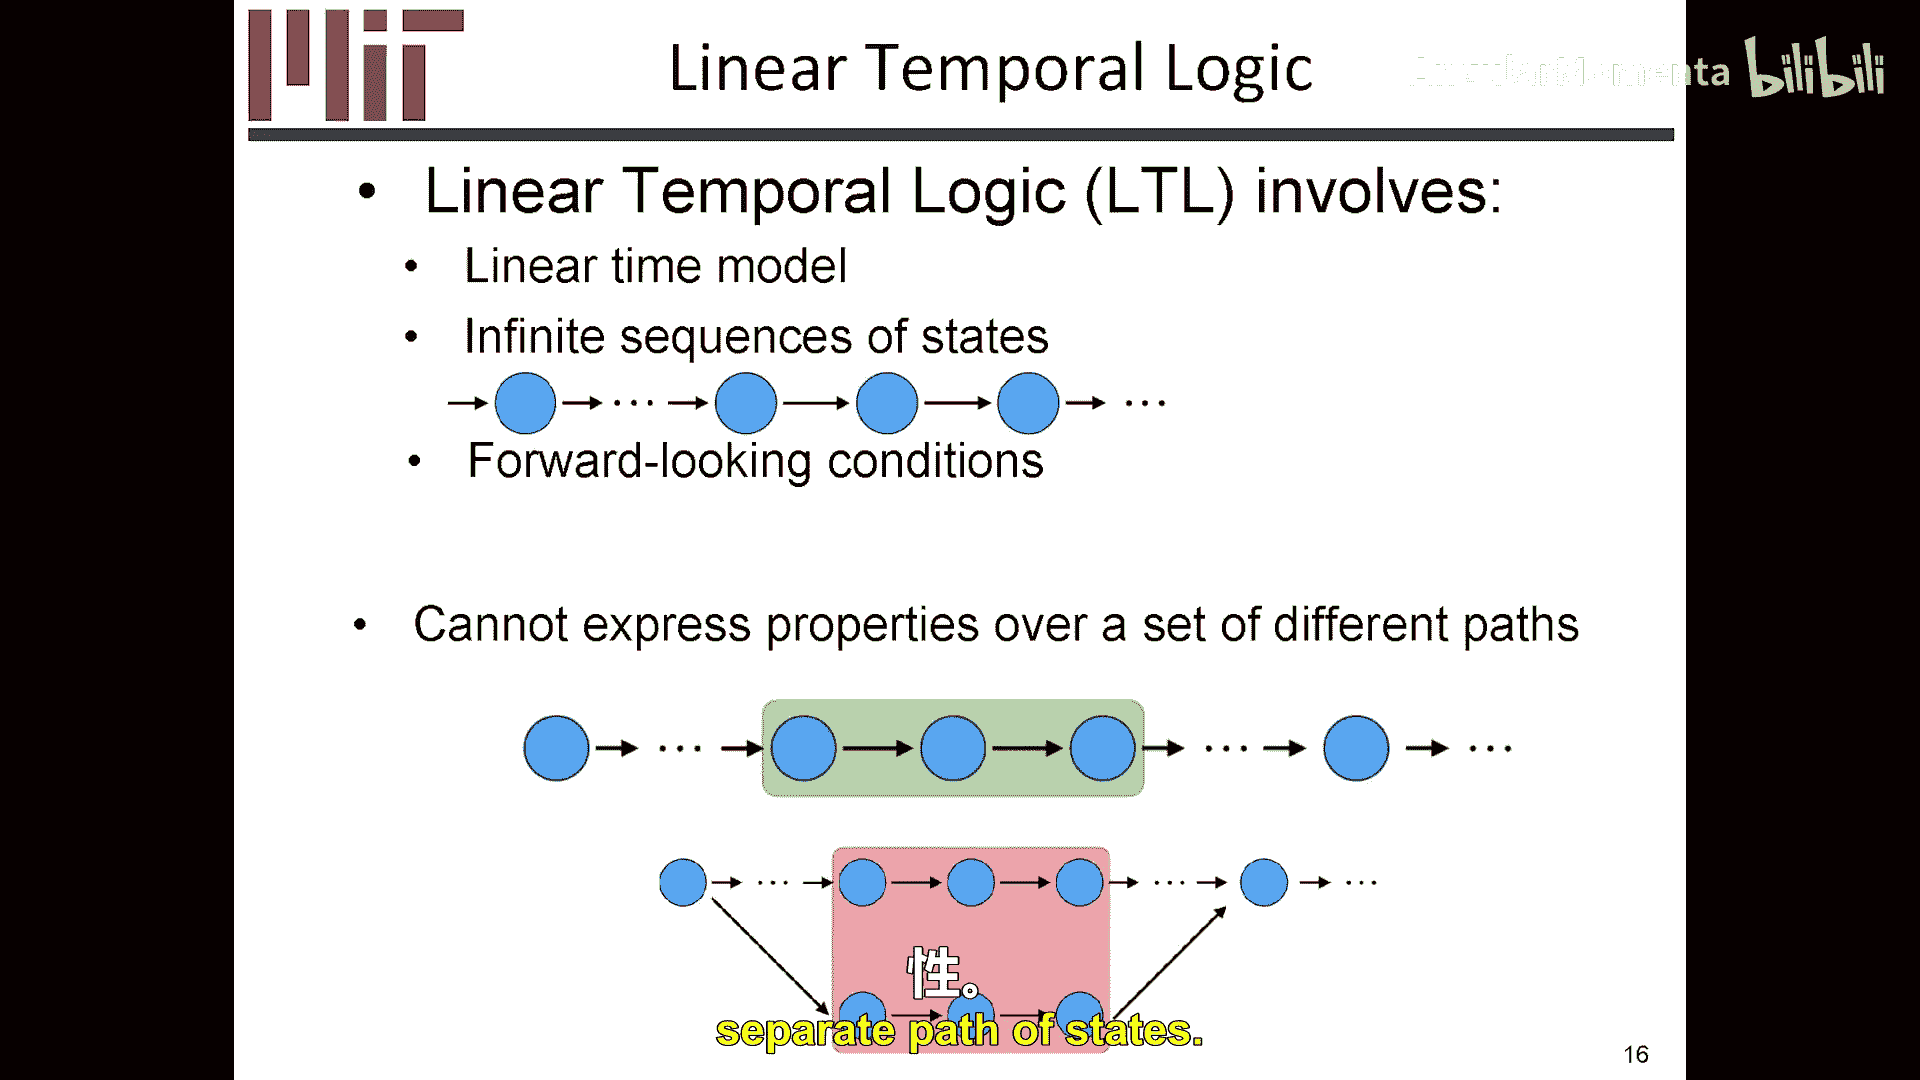 MIT
Linear Temporal Logic
bilibili
• Linear Temporal Logic (LTL) involves:
• Linear time model
• Infinite sequences of states
• Forward-looking conditions
• Cannot express properties over a set of different paths
性。
separate path of states.
16